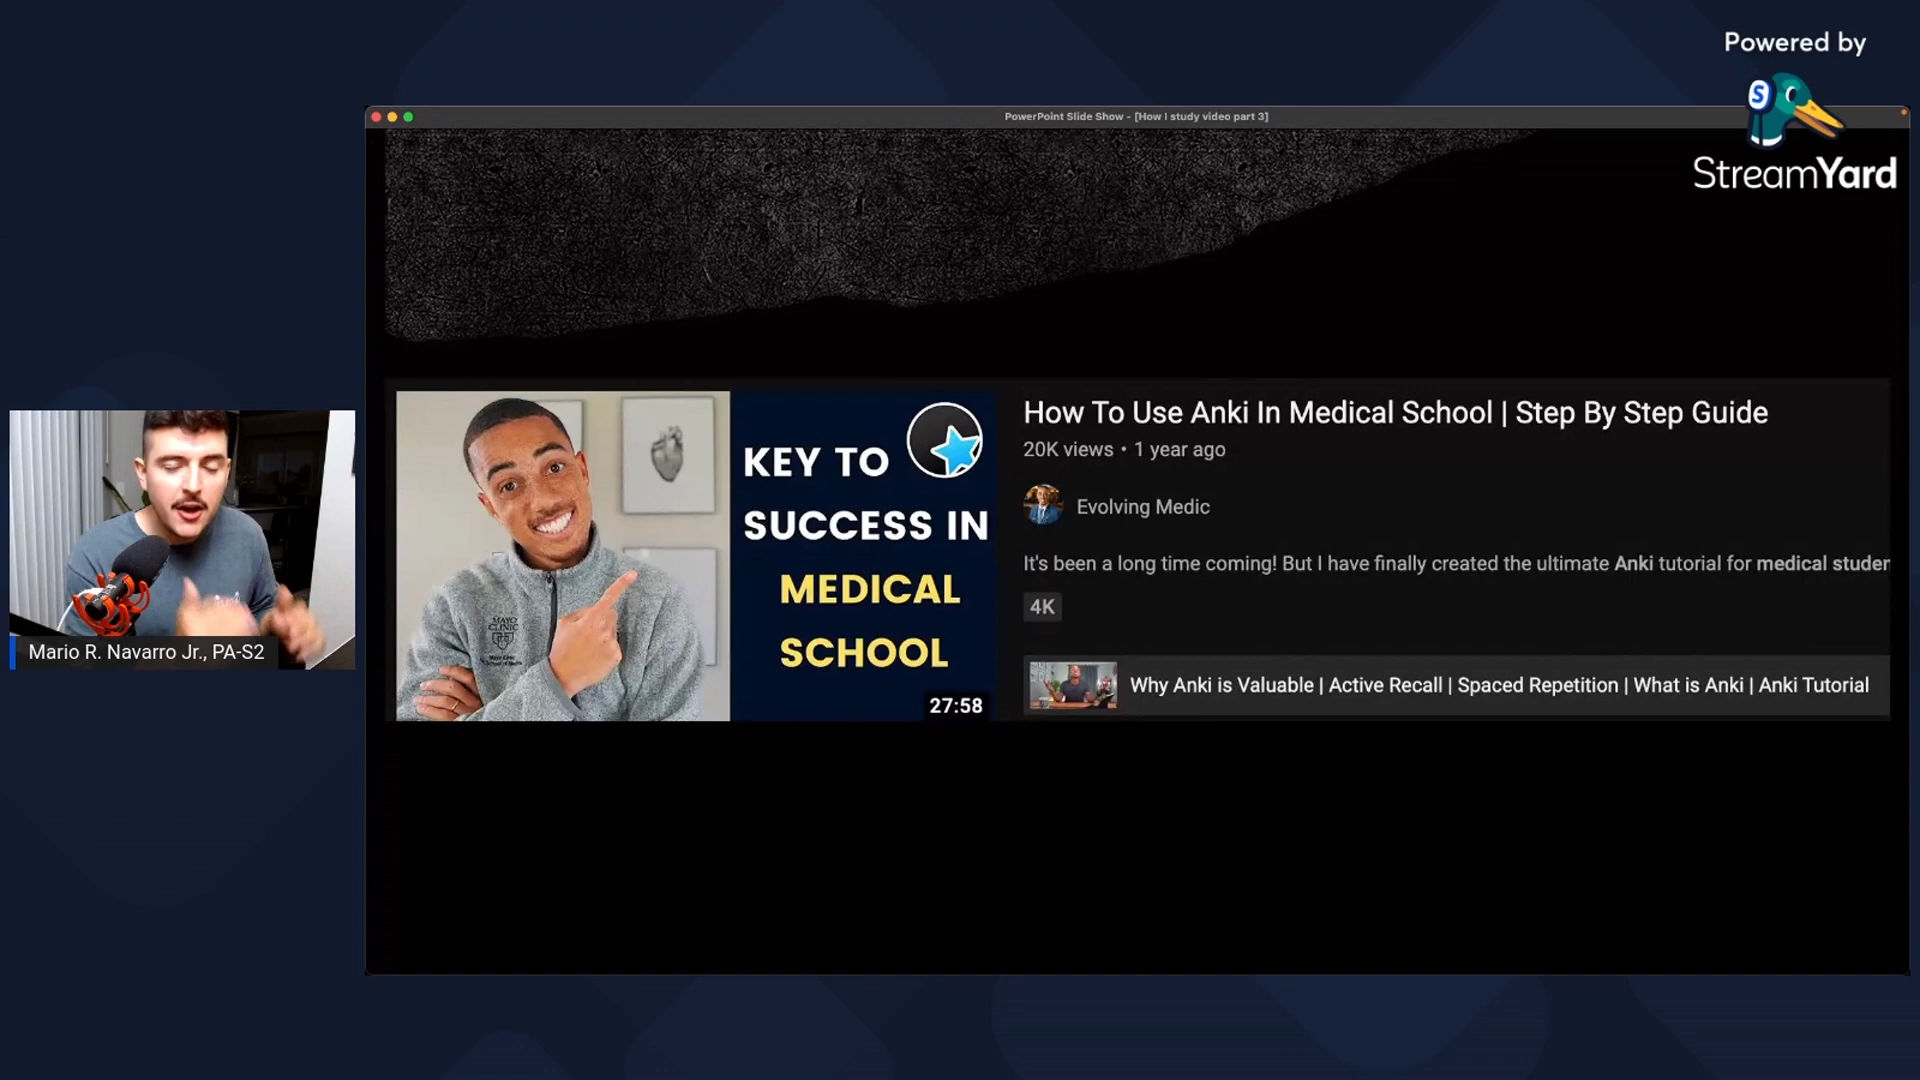 Powered by
S
StreamYard
PowerPoint Slide Show - [How I study video part 3]
KEY TO
SUCCESS IN
MEDICAL
SCHOOL
MAYO
CLINIC
27:58
How To Use Anki In Medical School | Step By Step Guide
20K views • 1 year ago
Evolving Medic
It's been a long time coming! But I have finally created the ultimate Anki tutorial for medical studen
4K
Why Anki is Valuable | Active Recall | Spaced Repetition | What is Anki | Anki Tutorial
Mario R. Navarro Jr., PA-S2